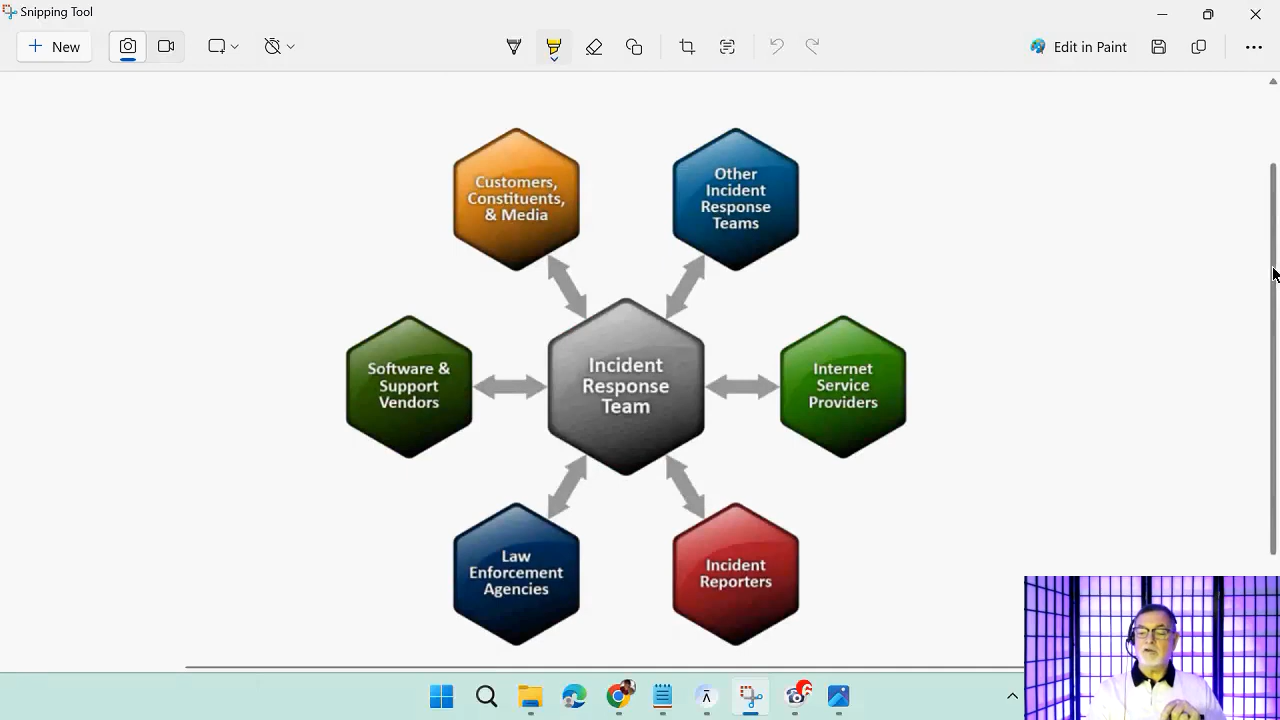 Snipping Tool
New
Edit in Paint
Customers,
Constituents,
& Media
Other
Incident
Response
Teams
Software &
Support
Vendors
Incident
Response
Team
Internet
Service
Providers
Law
Enforcement
Agencies
Incident
Reporters
6